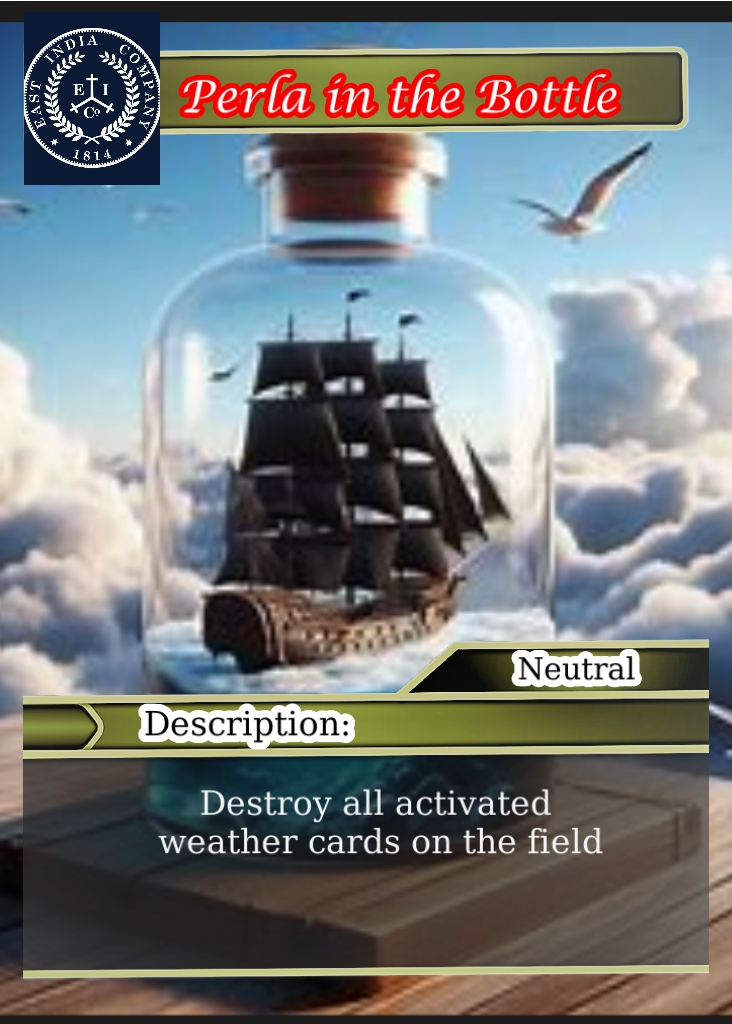 EAST INDIA COMPANY
E I
Cº
1814
Perla in the Bottle
Neutral
Description:
Destroy all activated
weather cards on the field